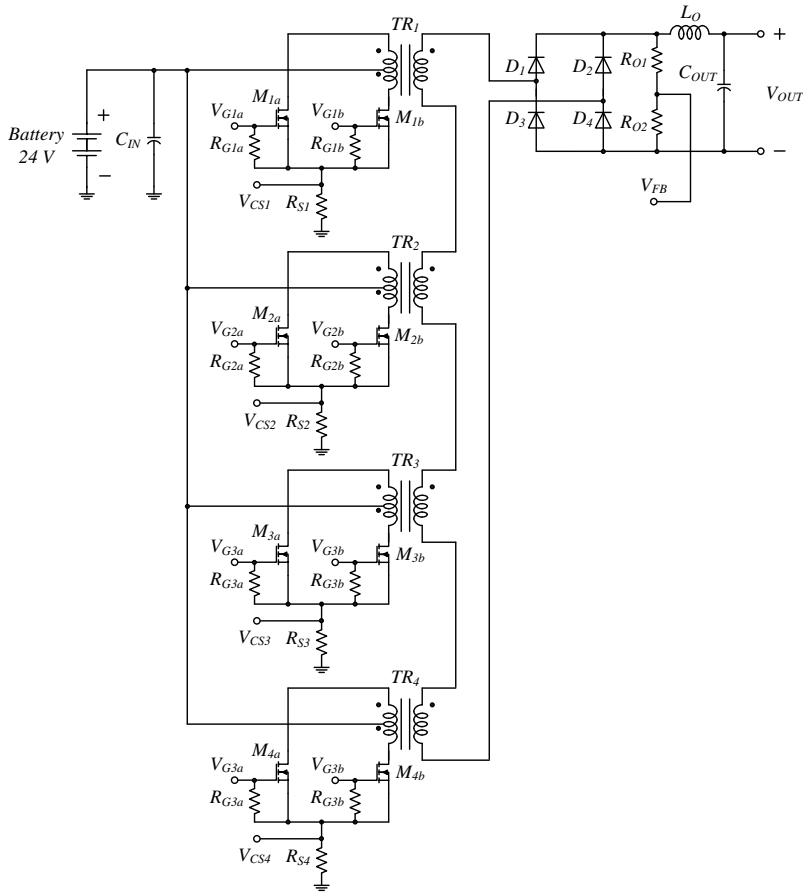 TR1
LO
D1
D2
RO1
COUT
+
VOUT
M1a
VG1a
VG1b
M1b
+
Battery
24 V
CIN
D3
D4
RO2
RG1a
RG1b
−
−
VCS1
RS1
VFB
TR2
M2a
VG2a
VG2b
M2b
RG2a
RG2b
VCS2
RS2
TR3
M3a
VG3a
VG3b
M3b
RG3a
RG3b
VCS3
RS3
TR4
M4a
VG3a
VG3b
M4b
RG3a
RG3b
VCS4
RS4